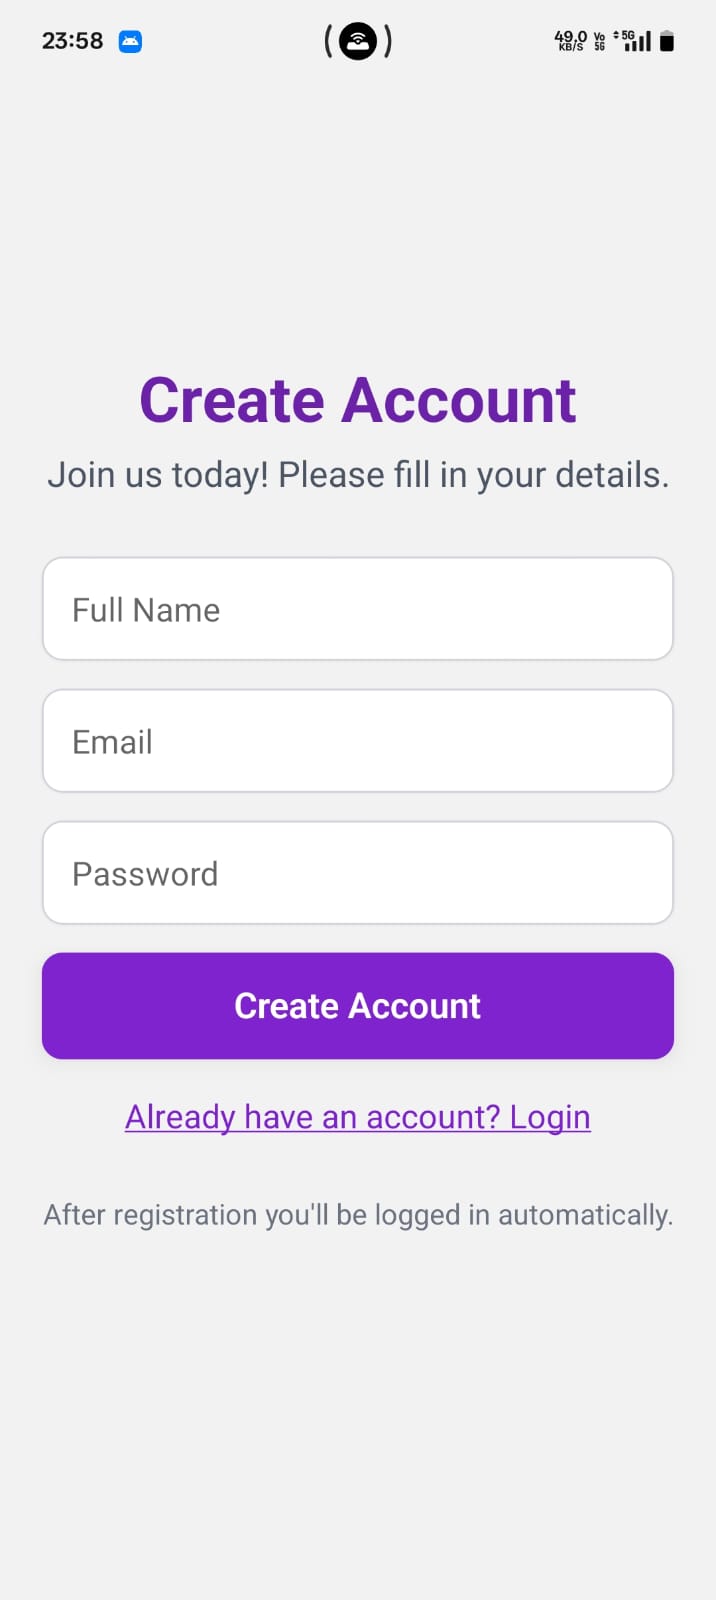 23:58 49.0 KB/S Vo 5G 5G
Create Account
Join us today! Please fill in your details.
Full Name
Email
Password
Create Account
Already have an account? Login
After registration you'll be logged in automatically.